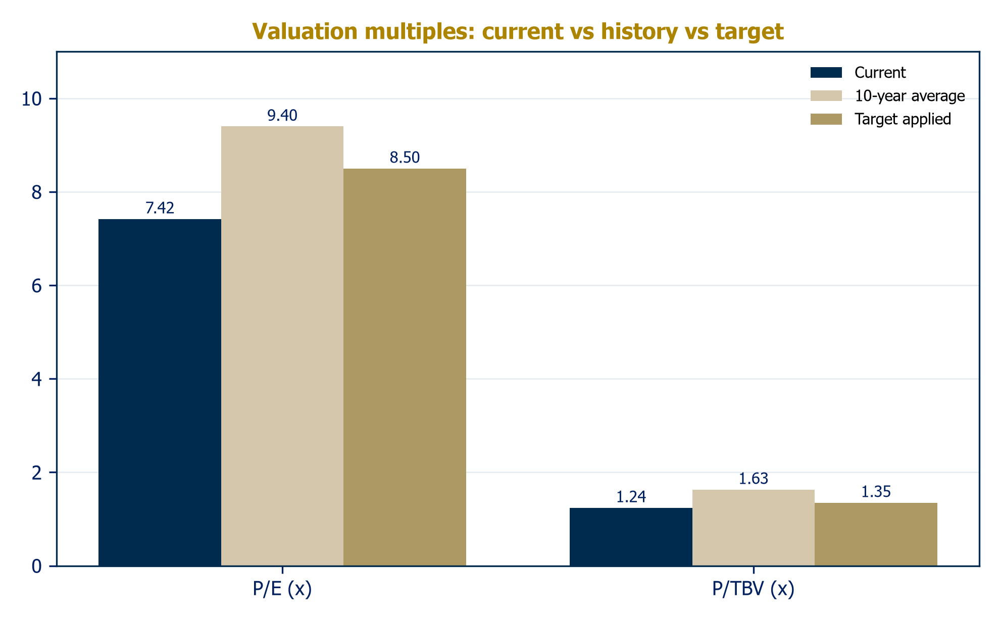 Valuation multiples: current vs history vs target
Current
10-year average
Target applied
10
8
6
4
2
0
7.42
9.40
8.50
1.24
1.63
1.35
P/E (x)
P/TBV (x)